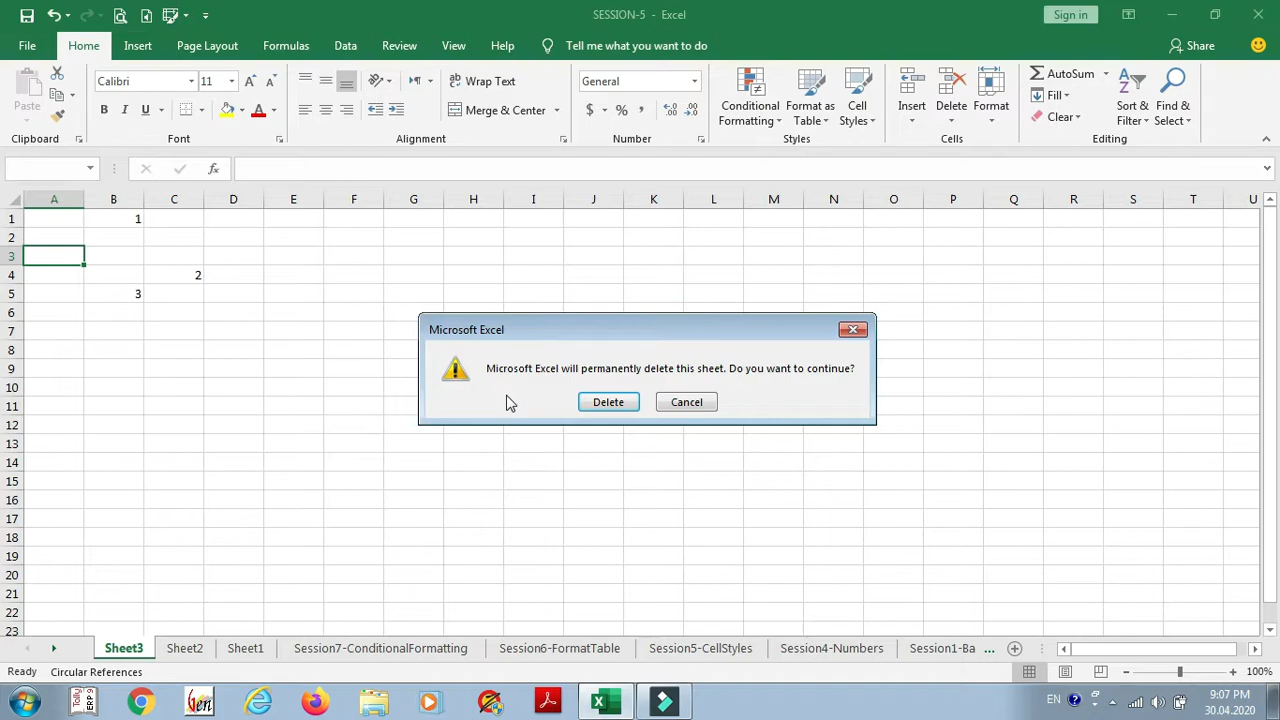 SESSION-5 - Excel
Sign in
File Home Insert Page Layout Formulas Data Review View Help Tell me what you want to do Share
Paste
Calibri 11
Wrap Text
General
Conditional Formatting
Format as Table
Cell Styles
Insert
Delete
Format
AutoSum
Fill
Clear
Sort & Filter
Find & Select
B I U A
Merge & Center
$ % ,
Clipboard Font Alignment Number Styles Cells Editing
fx
A B C D E F G H I J K L M N O P Q R S T U
1 1
2
3
4 2
5 3
6
7
8
9
10
11
12
13
14
15
16
17
18
19
20
21
22
23
Microsoft Excel
Microsoft Excel will permanently delete this sheet. Do you want to continue?
Delete Cancel
Sheet3 Sheet2 Sheet1 Session7-ConditionalFormatting Session6-FormatTable Session5-CellStyles Session4-Numbers Session1-Ba ...
Ready Circular References 100%
Tally ERP 9
Gen
EN
9:07 PM
30.04.2020